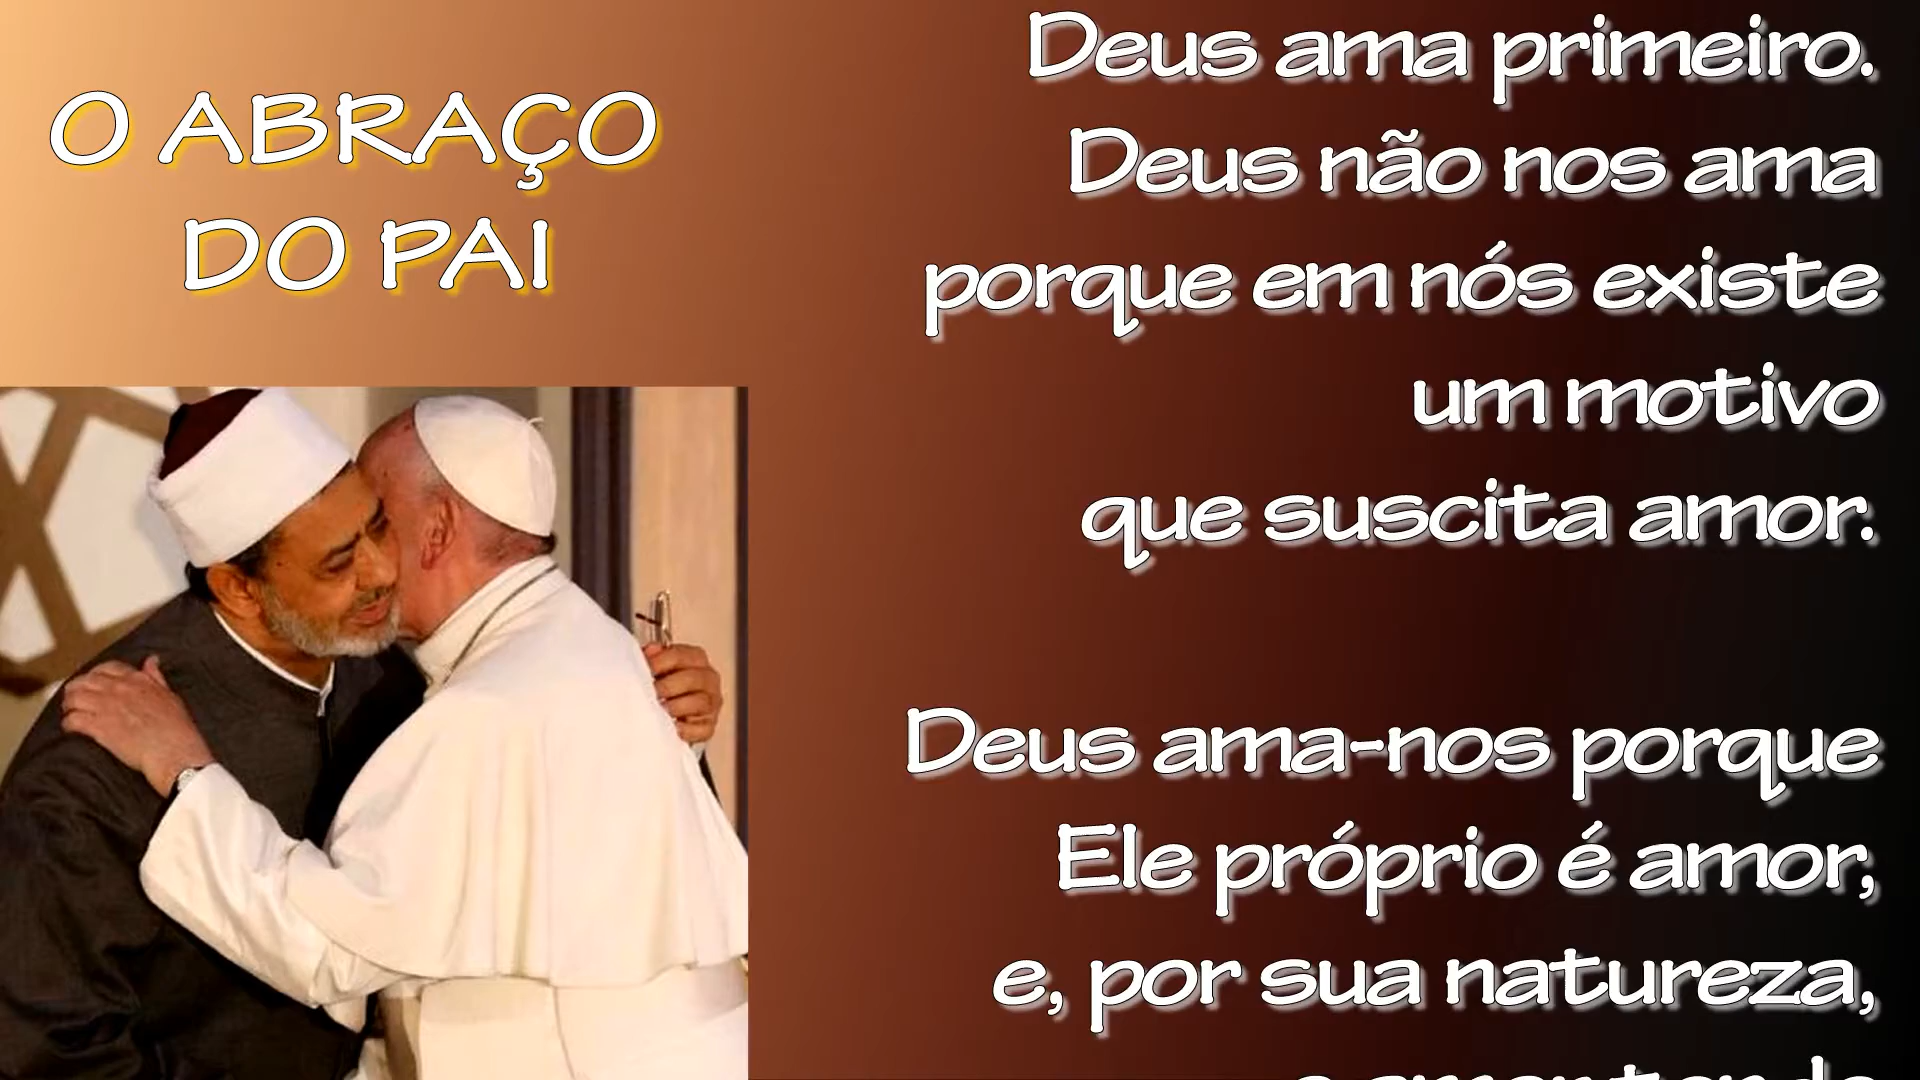 O ABRAÇO
DO PAI
Deus ama primeiro.
Deus não nos ama
porque em nós existe
um motivo
que suscita amor.
Deus ama-nos porque
Ele próprio é amor;
e, por sua natureza,